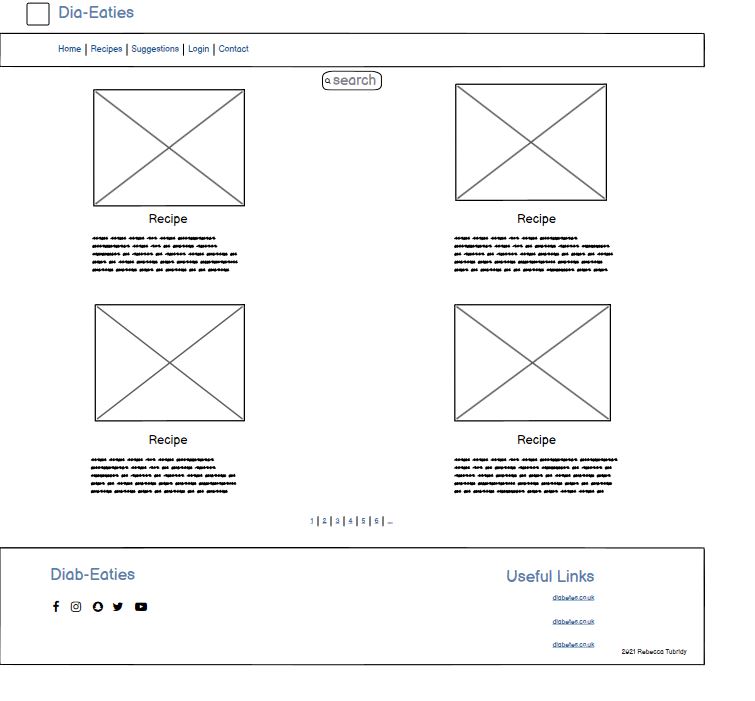 Dia-Eaties
Home | Recipes | Suggestions | Login | Contact
search
Recipe
Recipe
Recipe
Recipe
1 | 2 | 3 | 4 | 5 | 6 | ...
Diab-Eaties
Useful Links
diabetes.co.uk
diabetes.co.uk
diabetes.co.uk
2021 Rebecca Tubridy